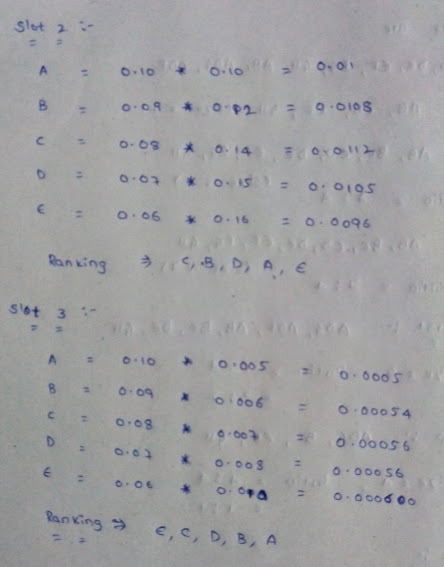 Slot 2 :-
A = 0.10 * 0.10 = 0.01
B = 0.09 * 0.12 = 0.0108
C = 0.08 * 0.14 = 0.0112
D = 0.07 * 0.15 = 0.0105
E = 0.06 * 0.16 = 0.0096
Ranking ⇒ C, B, D, A, E
Slot 3 :-
A = 0.10 * 0.005 = 0.0005
B = 0.09 * 0.006 = 0.00054
C = 0.08 * 0.007 = 0.00056
D = 0.07 * 0.008 = 0.00056
E = 0.06 * = 0.000600
Ranking ⇒ E, C, D, B, A